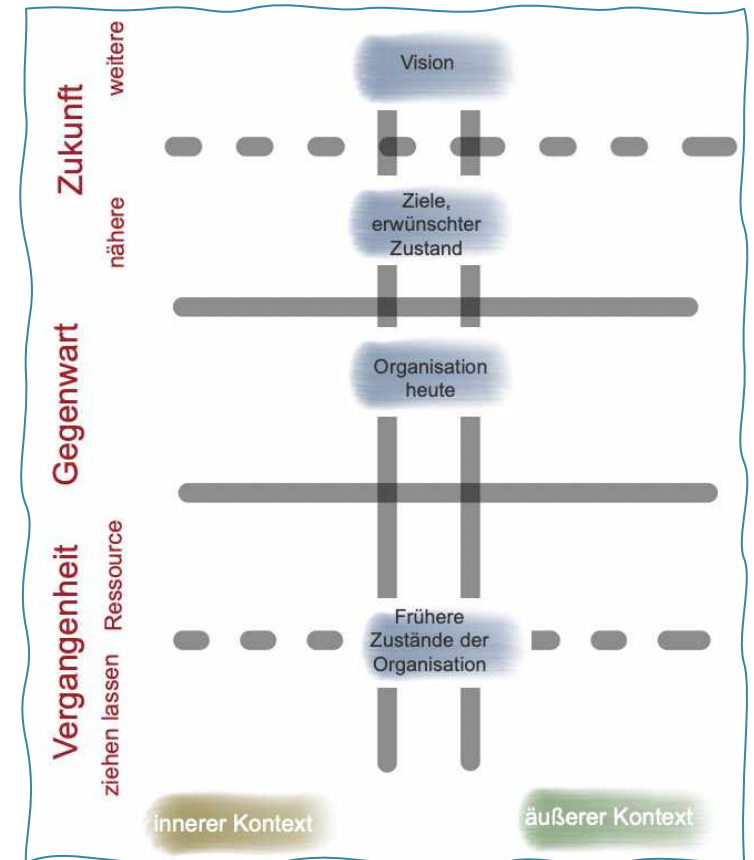 weitere
Vision
Zukunft
nähere
Ziele,
erwünschter
Zustand
Gegenwart
Organisation
heute
Vergangenheit
Ressource
ziehen lassen
Frühere
Zustände der
Organisation
innerer Kontext
äußerer Kontext